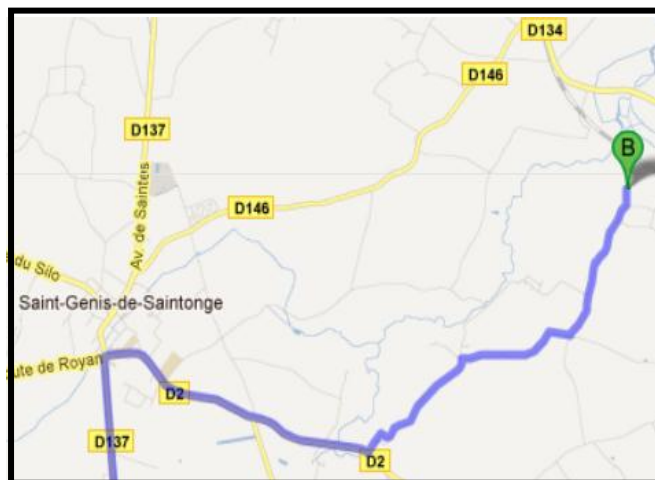 D134
D146
D137
B
D146
Av. de Saintes
du Silo
Saint-Genis-de-Saintonge
ute de Royan
D2
D137
D2